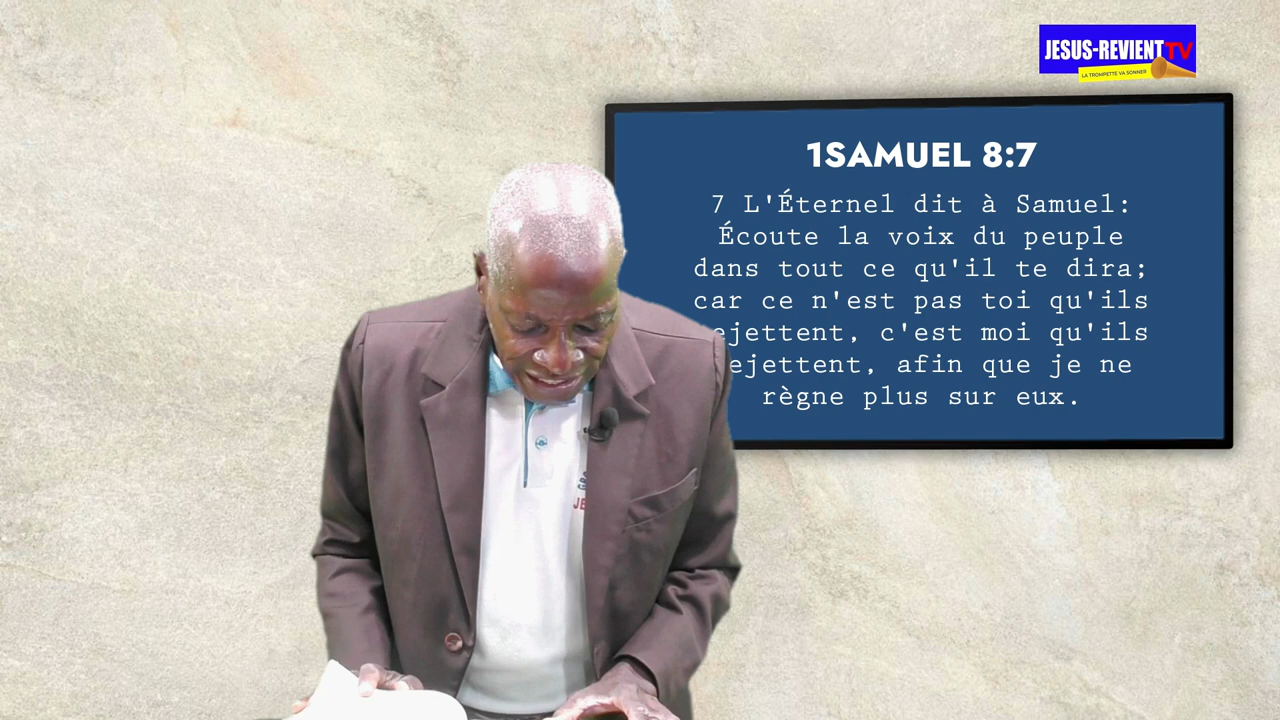 JESUS-REVIENT TV
LA TROMPETTE VA SONNER
1SAMUEL 8:7
7 L'Éternel dit à Samuel:
Écoute la voix du peuple
dans tout ce qu'il te dira;
car ce n'est pas toi qu'ils
ejettent, c'est moi qu'ils
ejettent, afin que je ne
règne plus sur eux.